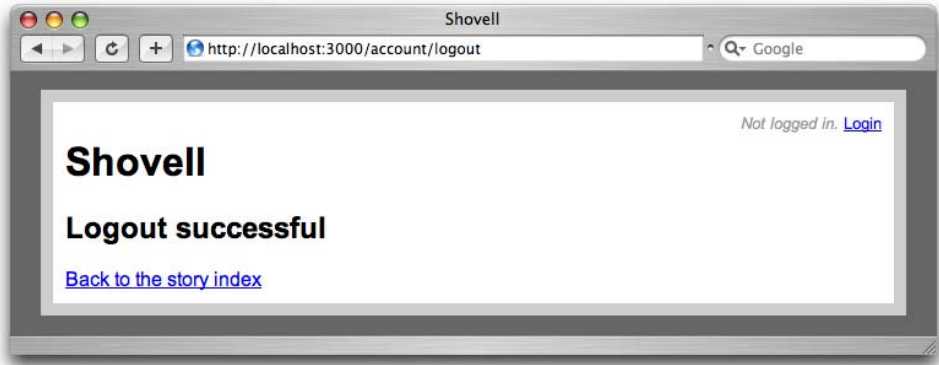 Shovell
http://localhost:3000/account/logout
Google
Not logged in. Login
Shovell
Logout successful
Back to the story index